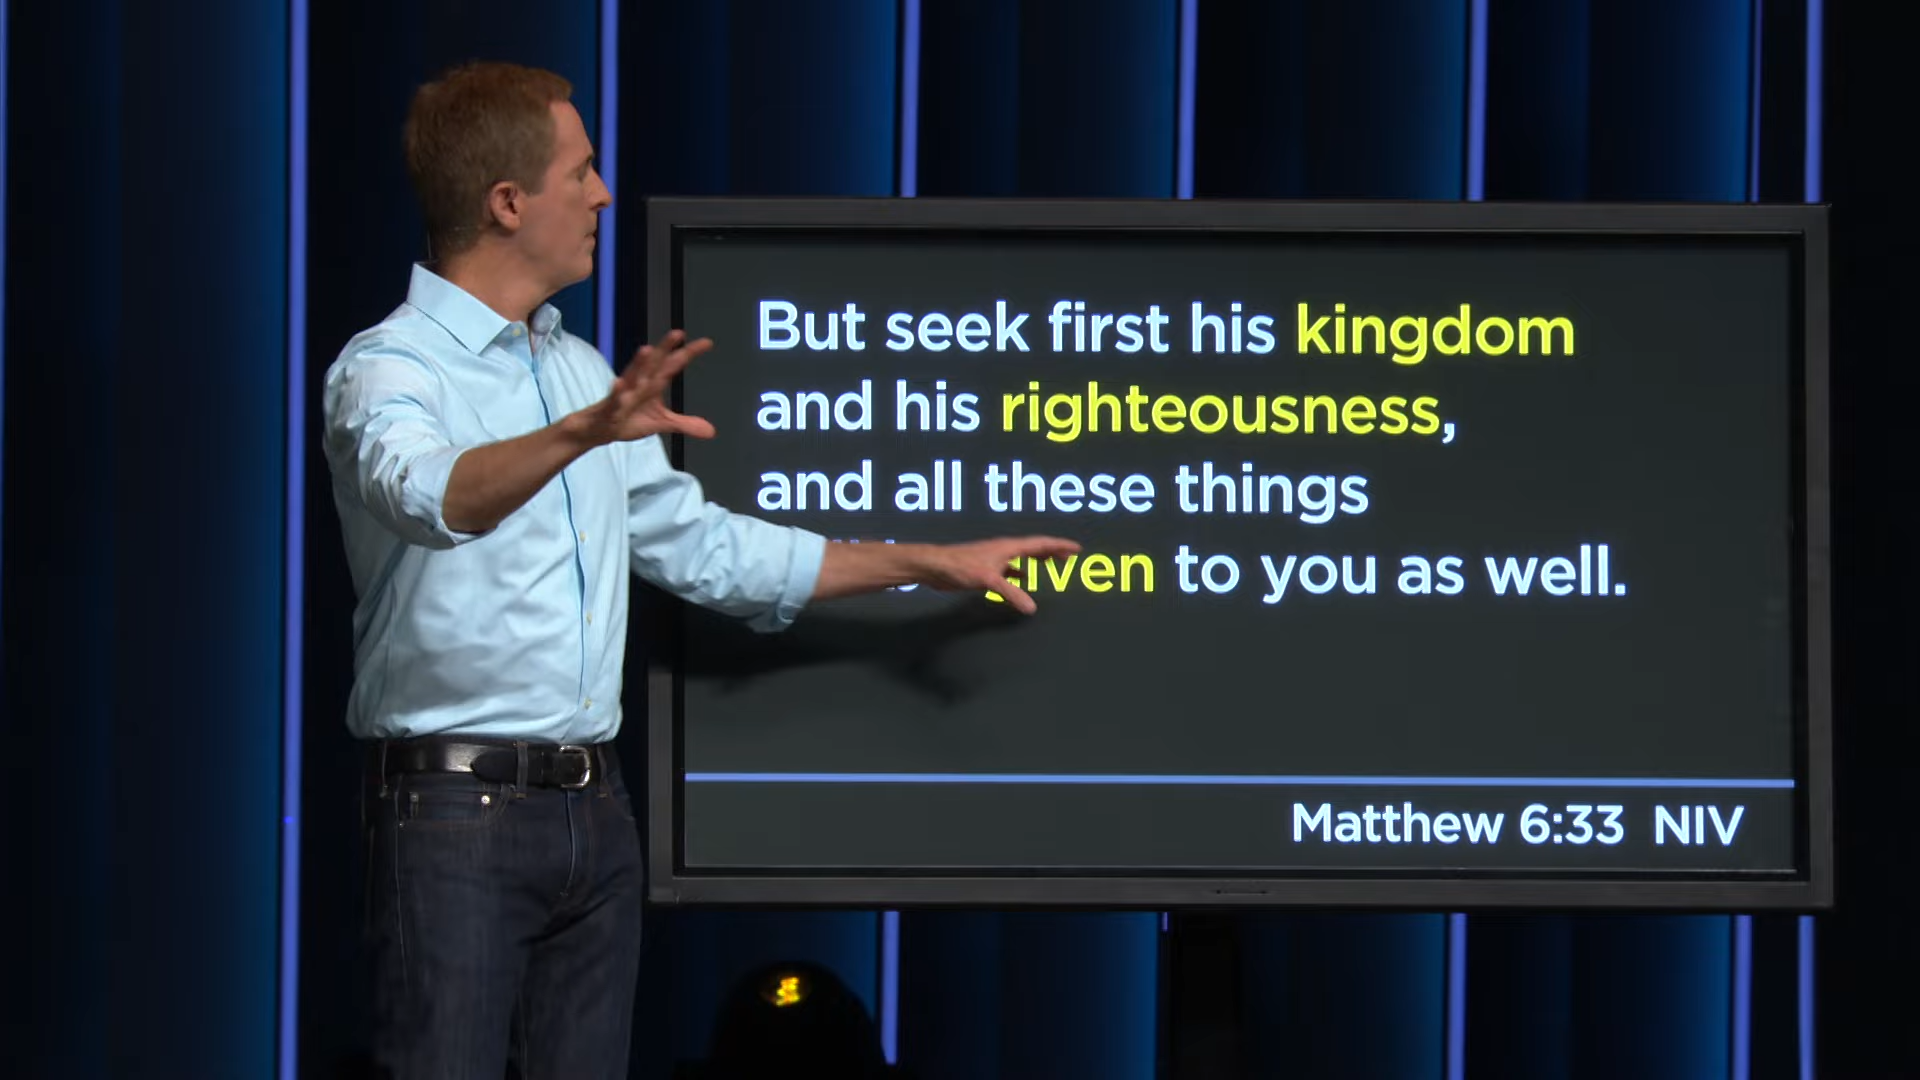 But seek first his kingdom
and his righteousness,
and all these things
given to you as well.
Matthew 6:33 NIV